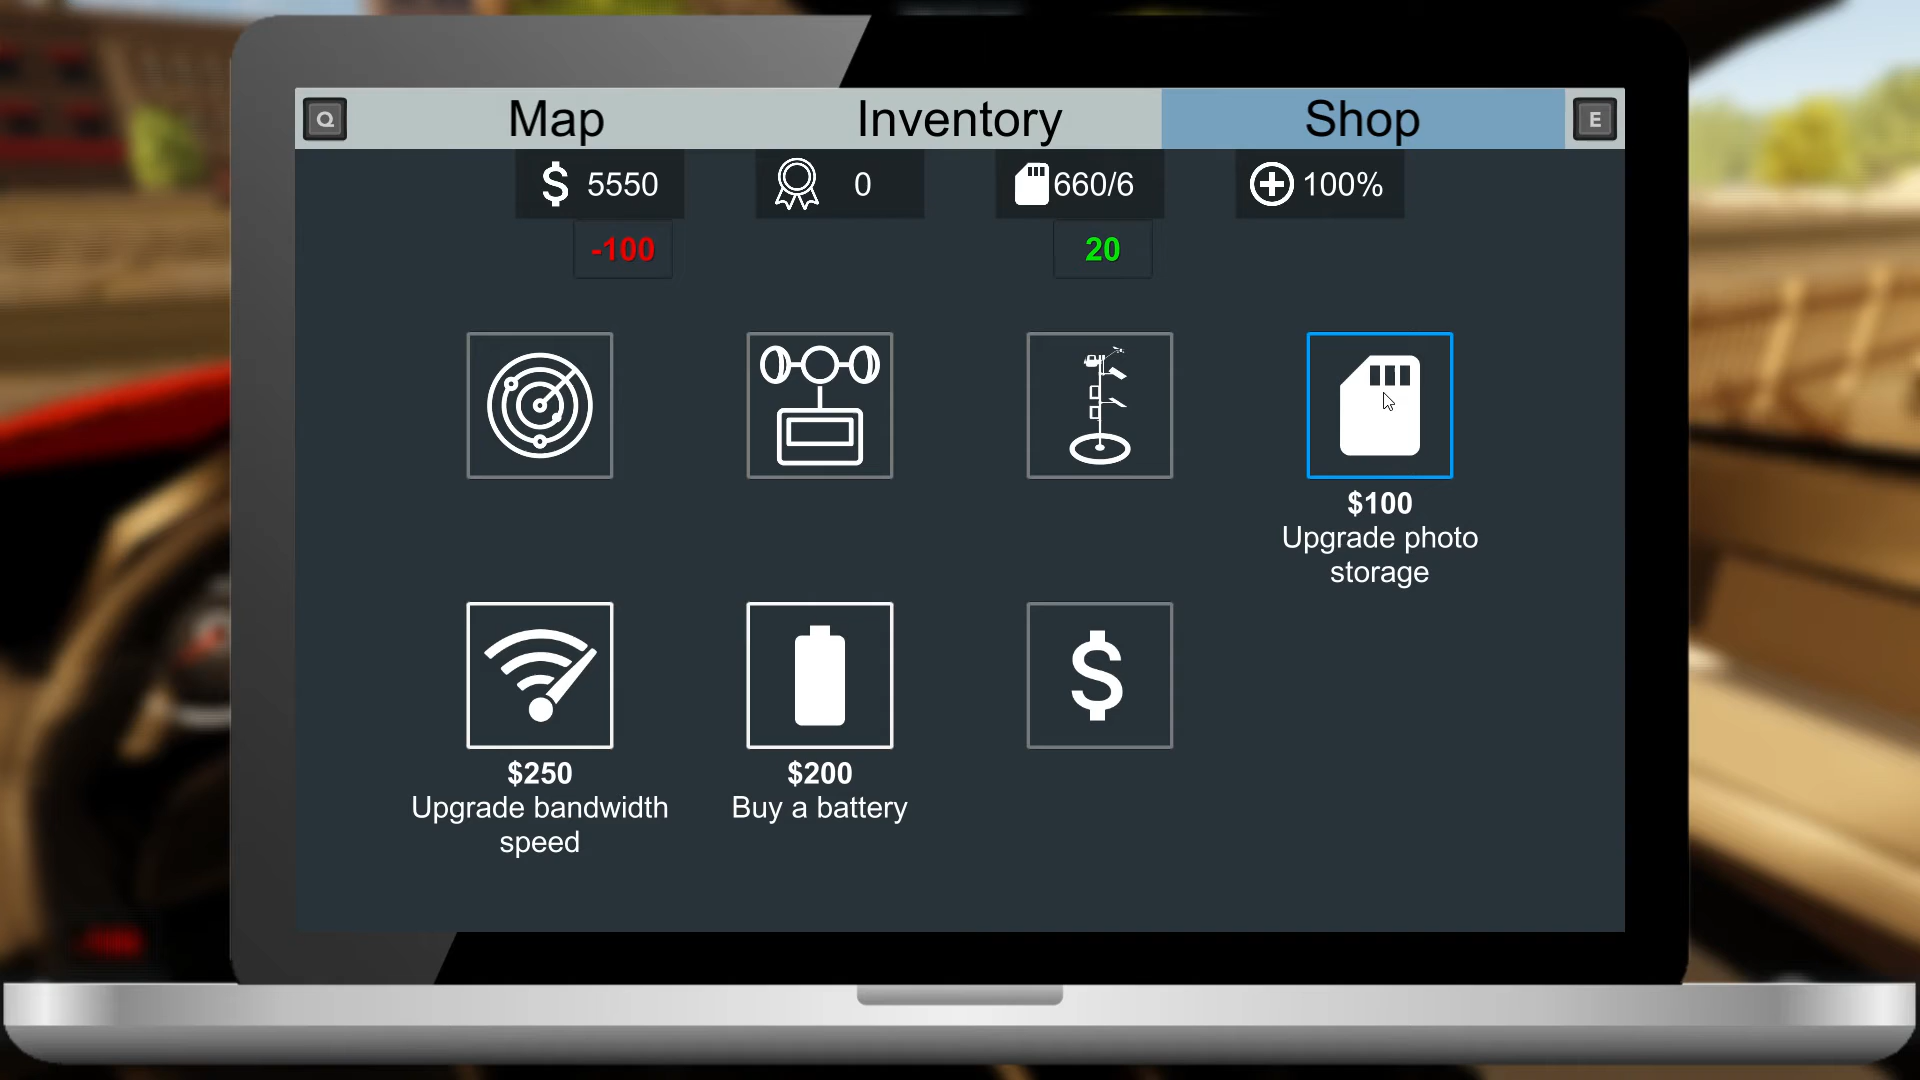 Q
Map
Inventory
Shop
E
$ 5550
0
660/6
100%
-100
20
$100
Upgrade photo
storage
$
$250
Upgrade bandwidth
speed
$200
Buy a battery